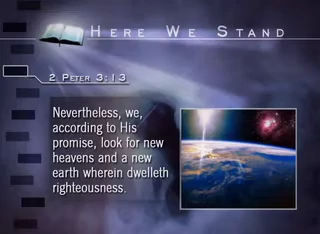 Here We Stand
2 Peter 3:13
Nevertheless, we,
according to His
promise, look for new
heavens and a new
earth wherein dwelleth
righteousness.